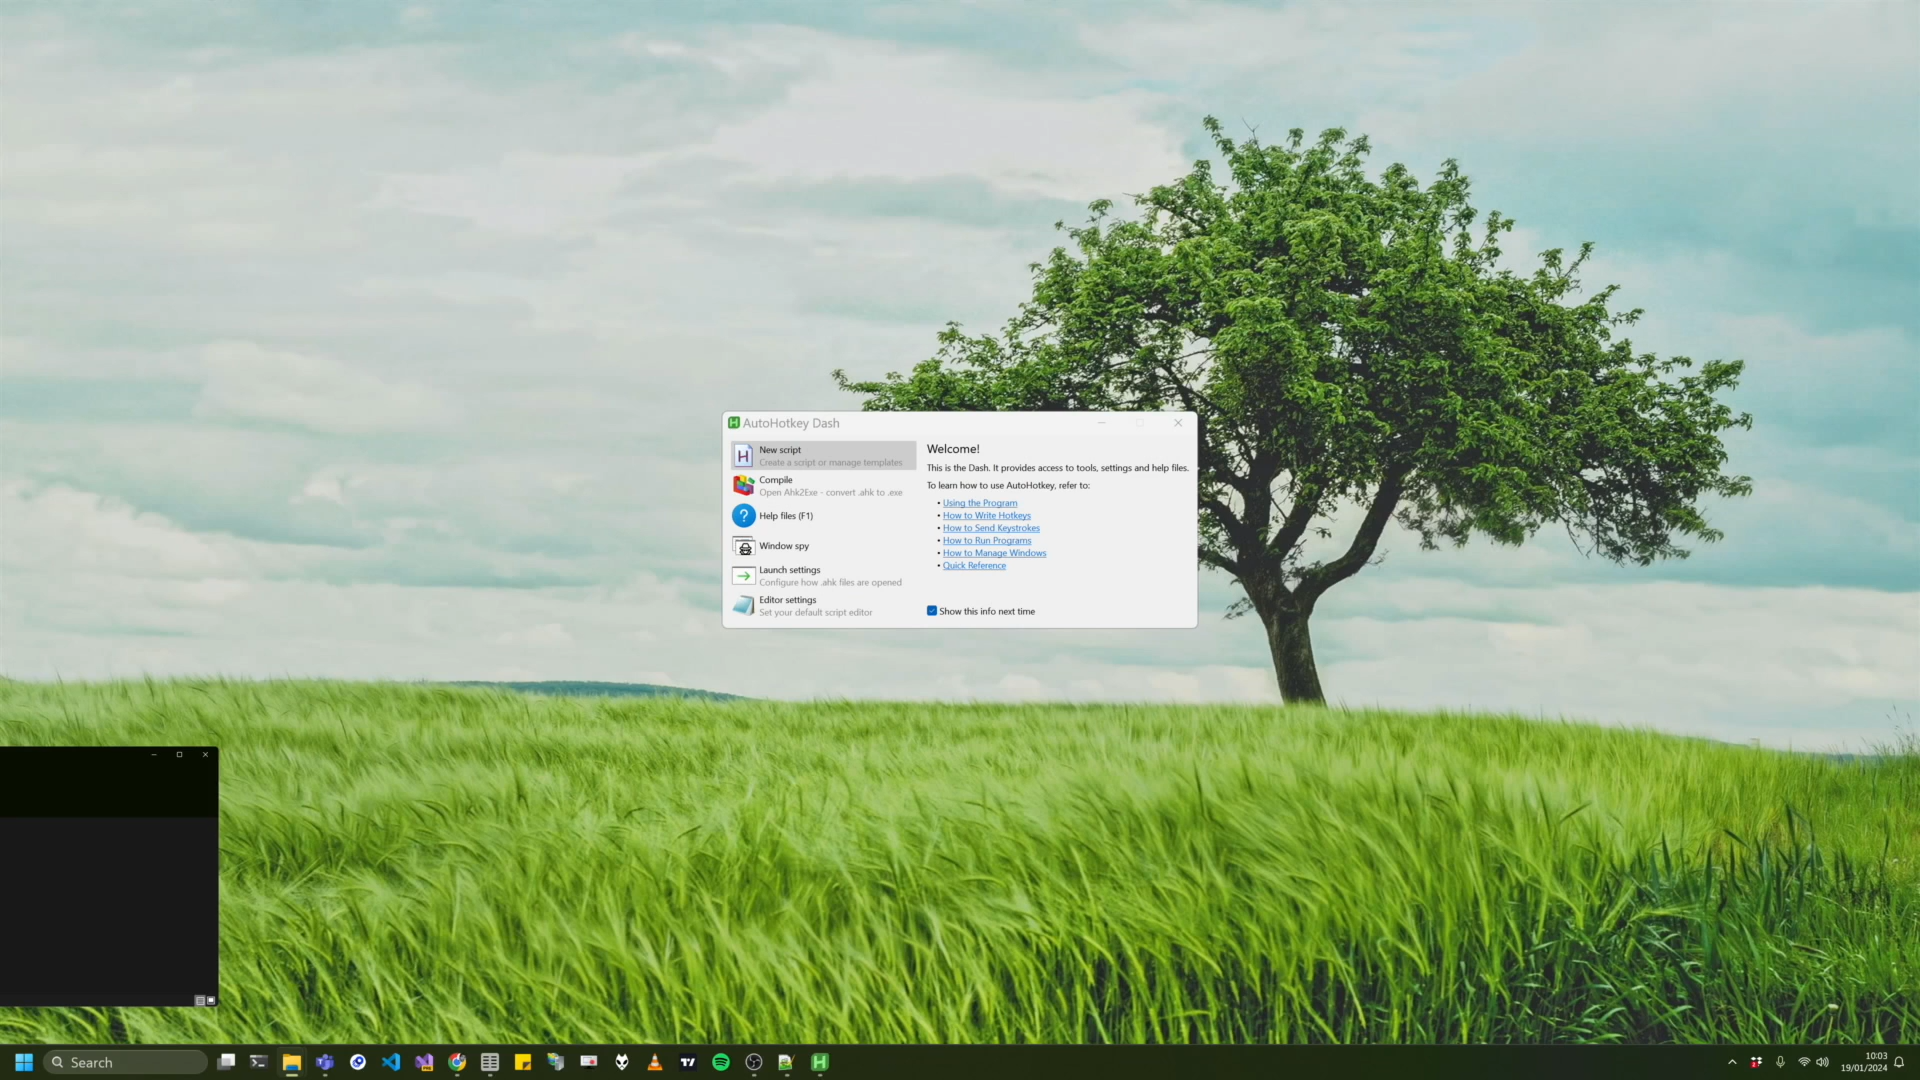 AutoHotkey Dash
New script
Create a script or manage templates
Compile
Open Ahk2Exe - convert .ahk to .exe
Help files (F1)
Window spy
Launch settings
Configure how .ahk files are opened
Editor settings
Set your default script editor
Welcome!
This is the Dash. It provides access to tools, settings and help files.
To learn how to use AutoHotkey, refer to:
• Using the Program
• How to Write Hotkeys
• How to Send Keystrokes
• How to Run Programs
• How to Manage Windows
• Quick Reference
Show this info next time
Search
10:03
19/01/2024